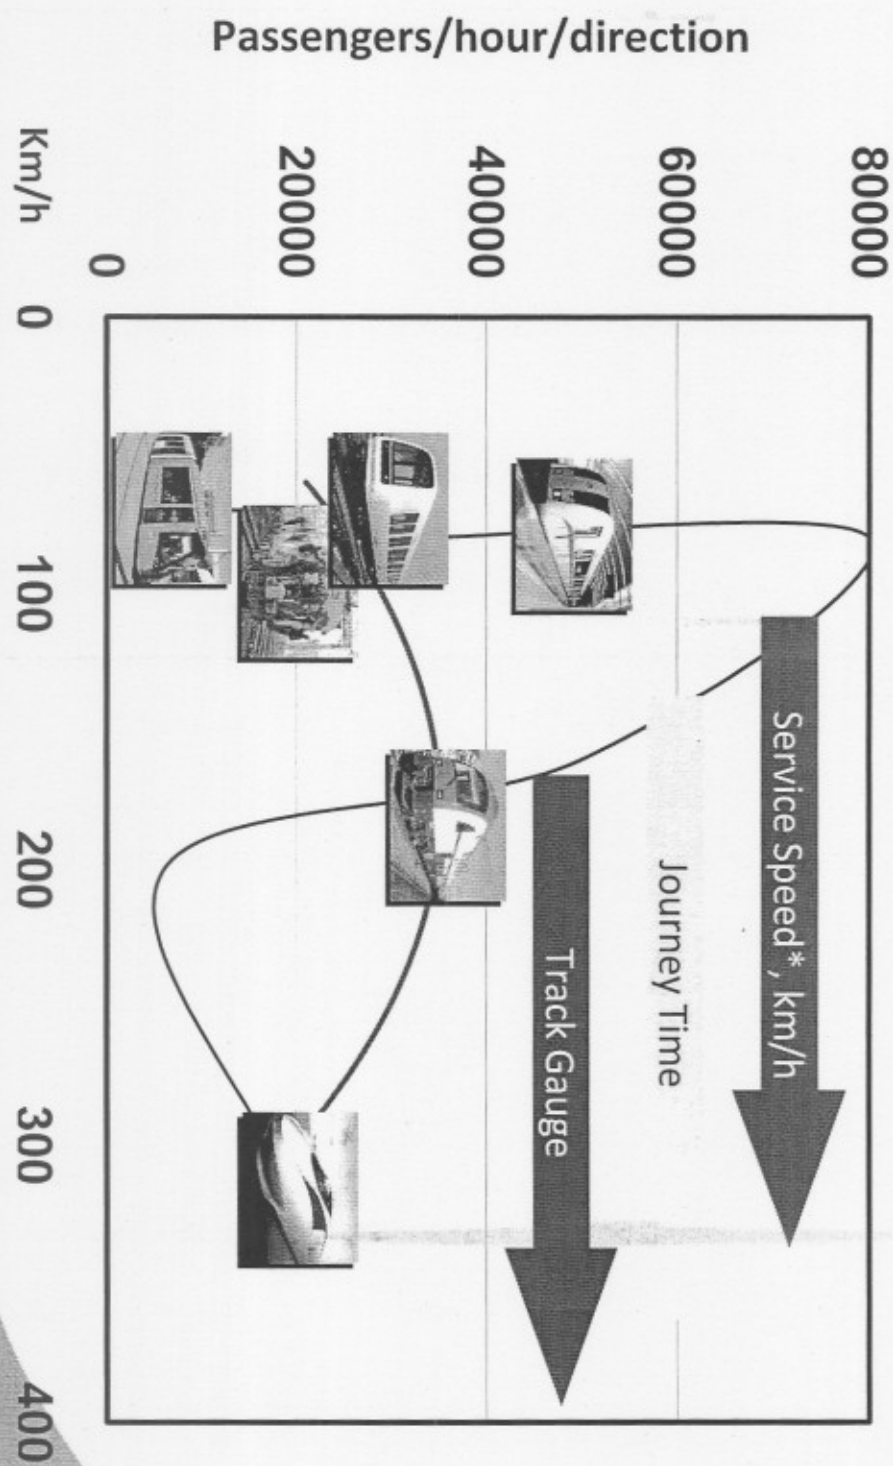 Passengers/hour/direction
80000
60000
40000
20000
0
Km/h
0
100
200
300
400
Service Speed*, km/h
Journey Time
Track Gauge